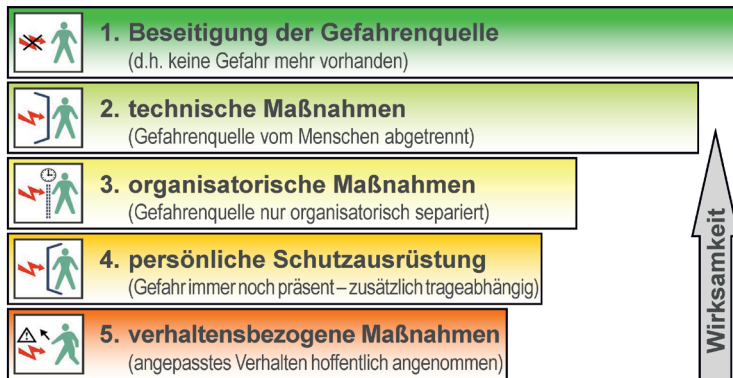 1. Beseitigung der Gefahrenquelle
(d.h. keine Gefahr mehr vorhanden)
2. technische Maßnahmen
(Gefahrenquelle vom Menschen abgetrennt)
3. organisatorische Maßnahmen
(Gefahrenquelle nur organisatorisch separiert)
4. persönliche Schutzausrüstung
(Gefahr immer noch präsent – zusätzlich trageabhängig)
5. verhaltensbezogene Maßnahmen
(angepasstes Verhalten hoffentlich angenommen)
Wirksamkeit